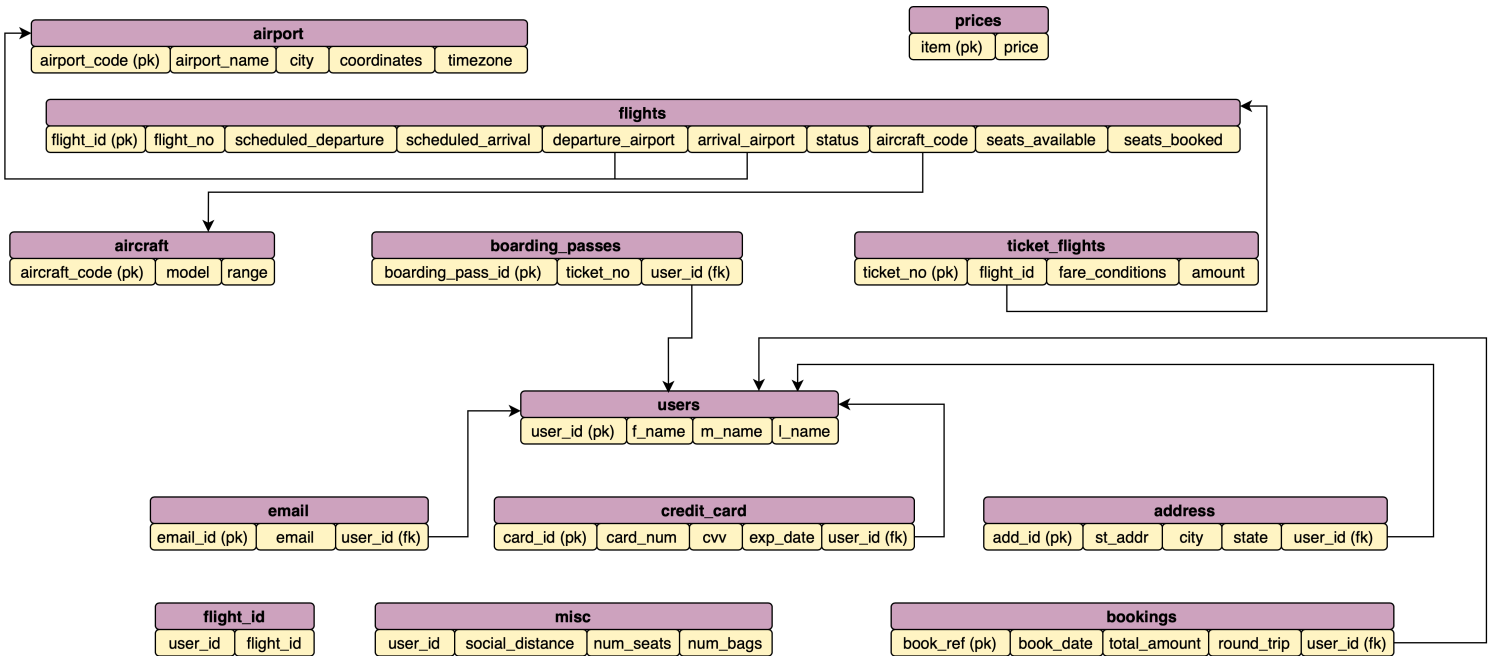 airport
airport_code (pk) airport_name city coordinates timezone
prices
item (pk) price
flights
flight_id (pk) flight_no scheduled_departure scheduled_arrival departure_airport arrival_airport status aircraft_code seats_available seats_booked
aircraft
aircraft_code (pk) model range
boarding_passes
boarding_pass_id (pk) ticket_no user_id (fk)
ticket_flights
ticket_no (pk) flight_id fare_conditions amount
users
user_id (pk) f_name m_name l_name
email
email_id (pk) email user_id (fk)
credit_card
card_id (pk) card_num cvv exp_date user_id (fk)
address
add_id (pk) st_addr city state user_id (fk)
flight_id
user_id flight_id
misc
user_id social_distance num_seats num_bags
bookings
book_ref (pk) book_date total_amount round_trip user_id (fk)